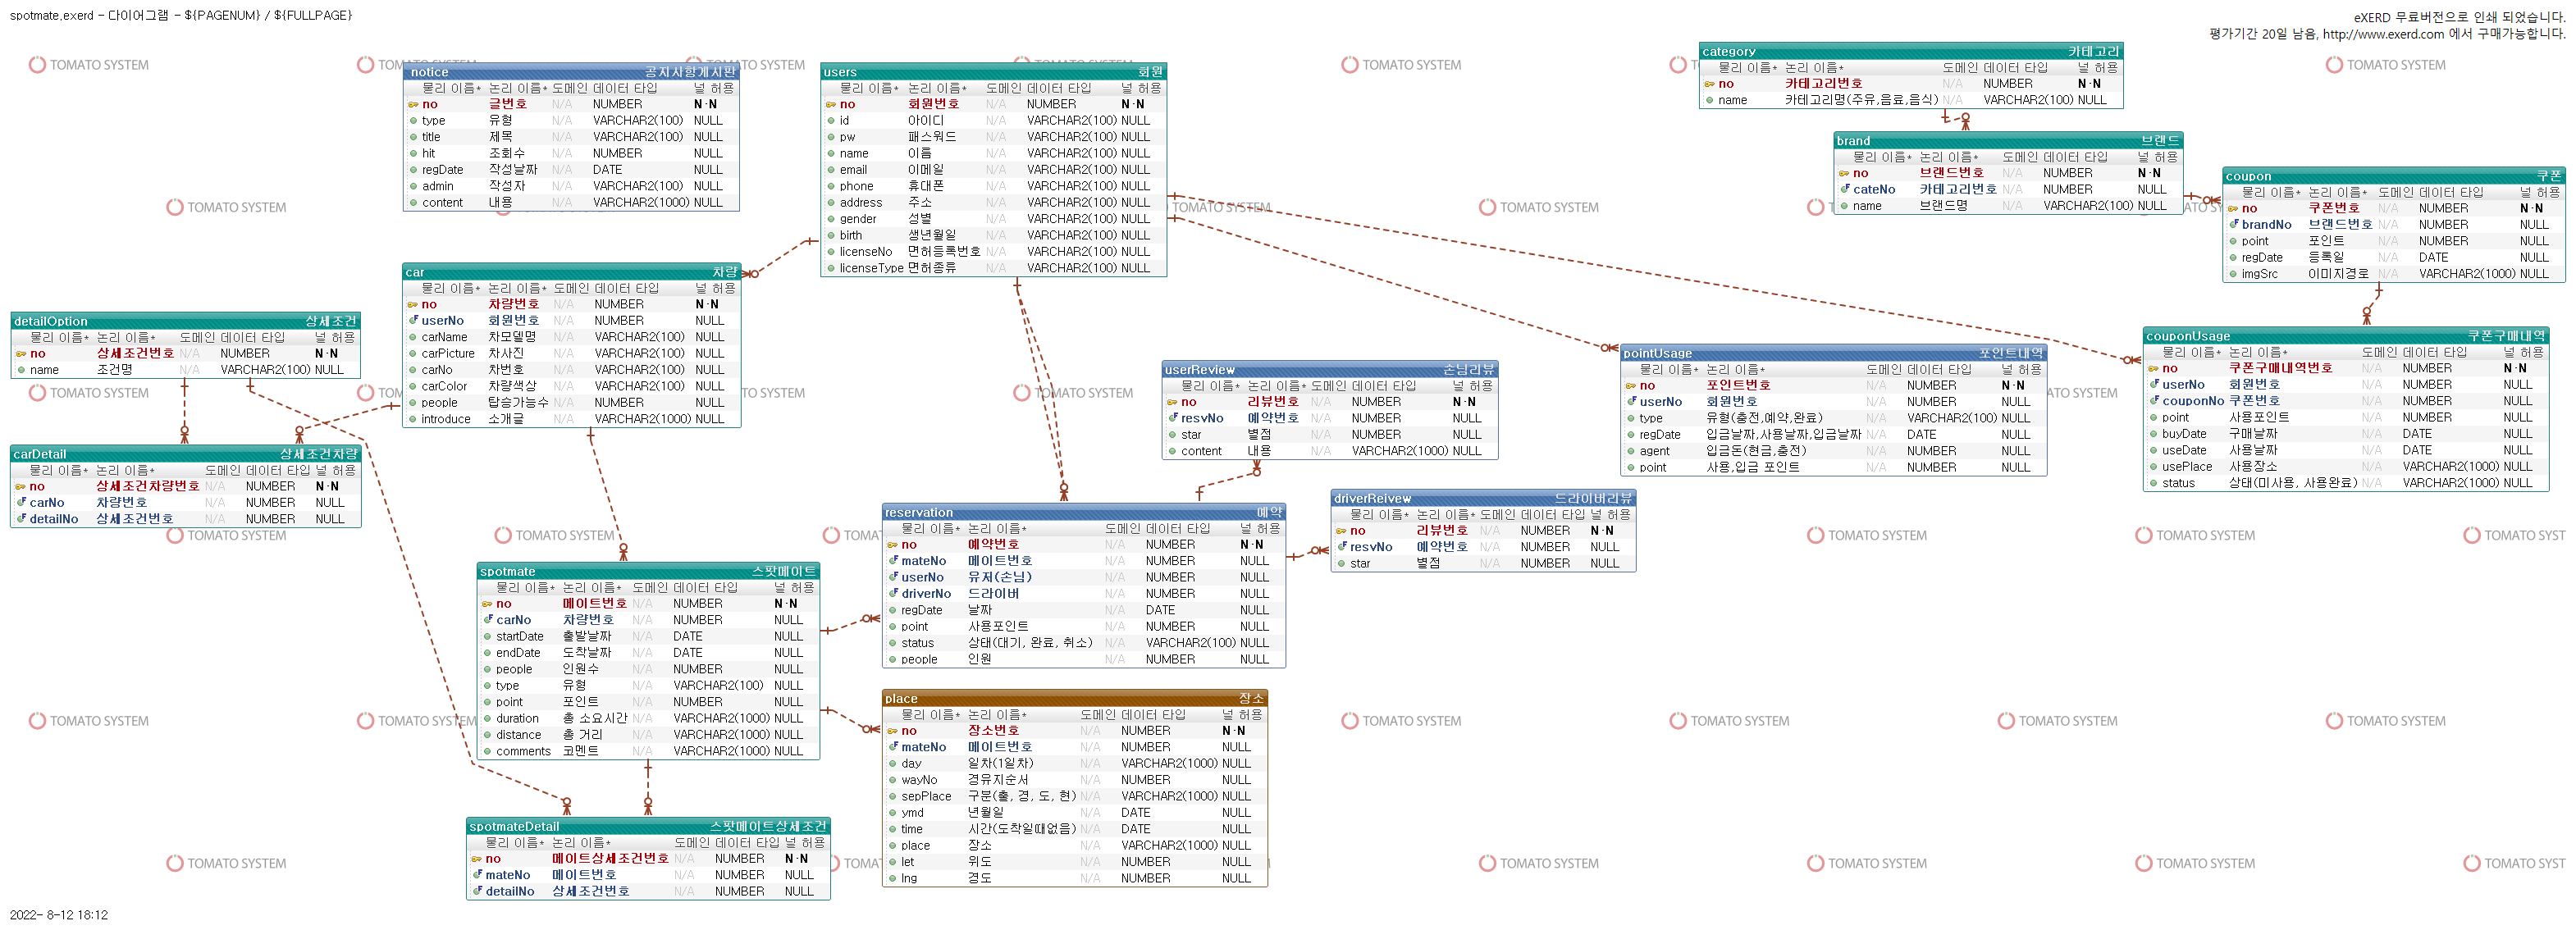 spotmate.exerd - 다이어그램 - ${PAGENUM} / ${FULLPAGE}
eXERD 무료버전으로 인쇄 되었습니다.
평가기간 20일 남음, http://www.exerd.com 에서 구매가능합니다.
TOMATO SYSTEM
notice 공지사항게시판
물리 이름* 논리 이름* 도메인 데이터 타입 널 허용
no 글번호 N/A NUMBER N·N
type 유형 N/A VARCHAR2(100) NULL
title 제목 N/A VARCHAR2(100) NULL
hit 조회수 N/A NUMBER NULL
regDate 작성날짜 N/A DATE NULL
admin 작성자 N/A VARCHAR2(100) NULL
content 내용 N/A VARCHAR2(1000) NULL
users 회원
물리 이름* 논리 이름* 도메인 데이터 타입 널 허용
no 회원번호 N/A NUMBER N·N
id 아이디 N/A VARCHAR2(100) NULL
pw 패스워드 N/A VARCHAR2(100) NULL
name 이름 N/A VARCHAR2(100) NULL
email 이메일 N/A VARCHAR2(100) NULL
phone 휴대폰 N/A VARCHAR2(100) NULL
address 주소 N/A VARCHAR2(100) NULL
gender 성별 N/A VARCHAR2(100) NULL
birth 생년월일 N/A VARCHAR2(100) NULL
licenseNo 면허등록번호 N/A VARCHAR2(100) NULL
licenseType 면허종류 N/A VARCHAR2(100) NULL
category 카테고리
물리 이름* 논리 이름* 도메인 데이터 타입 널 허용
no 카테고리번호 N/A NUMBER N·N
name 카테고리명(주유,음료,음식) N/A VARCHAR2(100) NULL
brand 브랜드
물리 이름* 논리 이름* 도메인 데이터 타입 널 허용
no 브랜드번호 N/A NUMBER N·N
cateNo 카테고리번호 N/A NUMBER NULL
name 브랜드명 N/A VARCHAR2(100) NULL
coupon 쿠폰
물리 이름* 논리 이름* 도메인 데이터 타입 널 허용
no 쿠폰번호 N/A NUMBER N·N
brandNo 브랜드번호 N/A NUMBER NULL
point 포인트 N/A NUMBER NULL
regDate 등록일 N/A DATE NULL
imgSrc 이미지경로 N/A VARCHAR2(1000) NULL
car 차량
물리 이름* 논리 이름* 도메인 데이터 타입 널 허용
no 차량번호 N/A NUMBER N·N
userNo 회원번호 N/A NUMBER NULL
carName 차모델명 N/A VARCHAR2(100) NULL
carPicture 차사진 N/A VARCHAR2(100) NULL
carNo 차번호 N/A VARCHAR2(100) NULL
carColor 차량색상 N/A VARCHAR2(100) NULL
people 탑승가능수 N/A NUMBER NULL
introduce 소개글 N/A VARCHAR2(1000) NULL
detailOption 상세조건
물리 이름* 논리 이름* 도메인 데이터 타입 널 허용
no 상세조건번호 N/A NUMBER N·N
name 조건명 N/A VARCHAR2(100) NULL
carDetail 상세조건차량
물리 이름* 논리 이름* 도메인 데이터 타입 널 허용
no 상세조건차량번호 N/A NUMBER N·N
carNo 차량번호 N/A NUMBER NULL
detailNo 상세조건번호 N/A NUMBER NULL
userReview 손님리뷰
물리 이름* 논리 이름* 도메인 데이터 타입 널 허용
no 리뷰번호 N/A NUMBER N·N
resvNo 예약번호 N/A NUMBER NULL
star 별점 N/A NUMBER NULL
content 내용 N/A VARCHAR2(1000) NULL
pointUsage 포인트내역
물리 이름* 논리 이름* 도메인 데이터 타입 널 허용
no 포인트번호 N/A NUMBER N·N
userNo 회원번호 N/A NUMBER NULL
type 유형(충전,예약,완료) N/A VARCHAR2(100) NULL
regDate 입금날짜,사용날짜,입금날짜 N/A DATE NULL
agent 입금돈(현금,충전) N/A NUMBER NULL
point 사용,입금 포인트 N/A NUMBER NULL
couponUsage 쿠폰구매내역
물리 이름* 논리 이름* 도메인 데이터 타입 널 허용
no 쿠폰구매내역번호 N/A NUMBER N·N
userNo 회원번호 N/A NUMBER NULL
couponNo 쿠폰번호 N/A NUMBER NULL
point 사용포인트 N/A NUMBER NULL
buyDate 구매날짜 N/A DATE NULL
useDate 사용날짜 N/A DATE NULL
usePlace 사용장소 N/A VARCHAR2(1000) NULL
status 상태(미사용, 사용완료) N/A VARCHAR2(1000) NULL
reservation 예약
물리 이름* 논리 이름* 도메인 데이터 타입 널 허용
no 예약번호 N/A NUMBER N·N
mateNo 메이트번호 N/A NUMBER NULL
userNo 유저(손님) N/A NUMBER NULL
driverNo 드라이버 N/A NUMBER NULL
regDate 날짜 N/A DATE NULL
point 사용포인트 N/A NUMBER NULL
status 상태(대기, 완료, 취소) N/A VARCHAR2(100) NULL
people 인원 N/A NUMBER NULL
driverReivew 드라이버리뷰
물리 이름* 논리 이름* 도메인 데이터 타입 널 허용
no 리뷰번호 N/A NUMBER N·N
resvNo 예약번호 N/A NUMBER NULL
star 별점 N/A NUMBER NULL
spotmate 스팟메이트
물리 이름* 논리 이름* 도메인 데이터 타입 널 허용
no 메이트번호 N/A NUMBER N·N
carNo 차량번호 N/A NUMBER NULL
startDate 출발날짜 N/A DATE NULL
endDate 도착날짜 N/A DATE NULL
people 인원수 N/A NUMBER NULL
type 유형 N/A VARCHAR2(100) NULL
point 포인트 N/A NUMBER NULL
duration 총 소요시간 N/A VARCHAR2(1000) NULL
distance 총 거리 N/A VARCHAR2(1000) NULL
comments 코멘트 N/A VARCHAR2(1000) NULL
place 장소
물리 이름* 논리 이름* 도메인 데이터 타입 널 허용
no 장소번호 N/A NUMBER N·N
mateNo 메이트번호 N/A NUMBER NULL
day 일차(1일차) N/A VARCHAR2(1000) NULL
wayNo 경유지순서 N/A NUMBER NULL
sepPlace 구분(출, 경, 도, 현) N/A VARCHAR2(1000) NULL
ymd 년월일 N/A DATE NULL
time 시간(도착일때없음) N/A DATE NULL
place 장소 N/A VARCHAR2(1000) NULL
let 위도 N/A NUMBER NULL
lng 경도 N/A NUMBER NULL
spotmateDetail 스팟메이트상세조건
물리 이름* 논리 이름* 도메인 데이터 타입 널 허용
no 메이트상세조건번호 N/A NUMBER N·N
mateNo 메이트번호 N/A NUMBER NULL
detailNo 상세조건번호 N/A NUMBER NULL
2022- 8-12 18:12